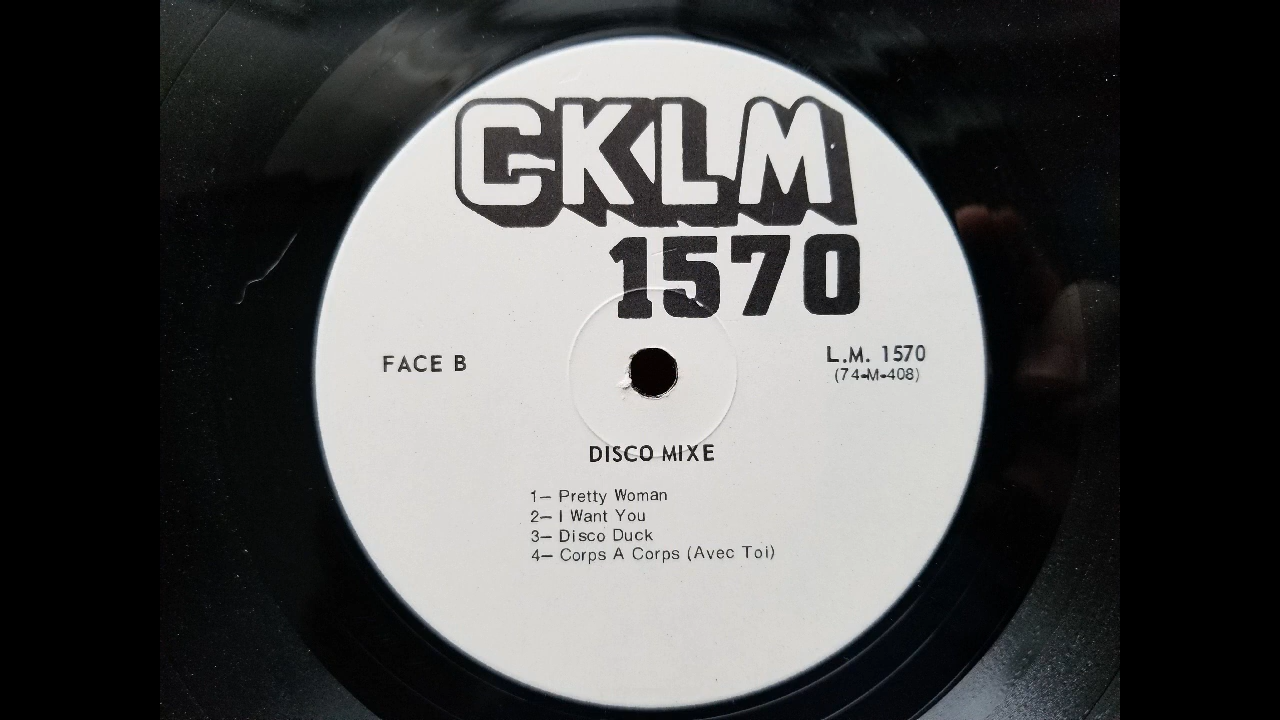 CKLM
1570
FACE B
L.M. 1570
(74-M-408)
DISCO MIXE
1– Pretty Woman
2– I Want You
3– Disco Duck
4– Corps A Corps (Avec Toi)